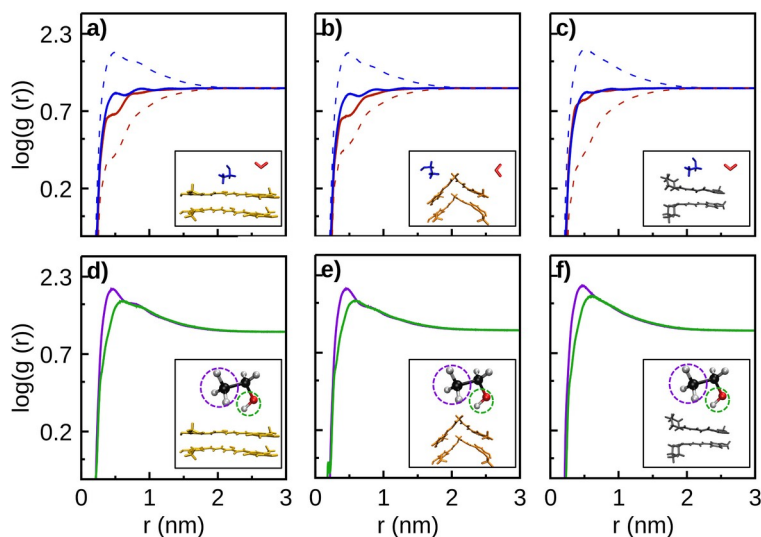 a) b) c)
2.3
0.7
0.2
log(g (r))
d) e) f)
2.3
0.7
0.2
log(g (r))
0 1 2 3 0 1 2 3 0 1 2 3
r (nm) r (nm) r (nm)